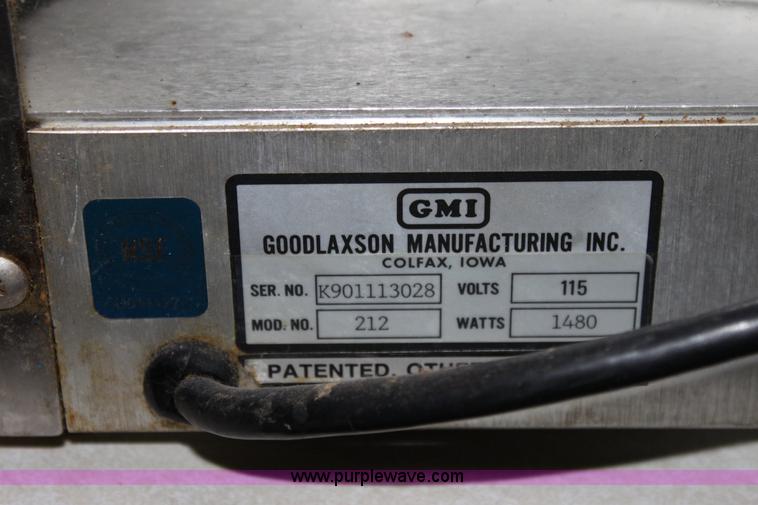 NSF
GMI
GOODLAXSON MANUFACTURING INC.
COLFAX, IOWA
SER. NO. K901113028 VOLTS 115
MOD. NO. 212 WATTS 1480
PATENTED.
www.purplewave.com